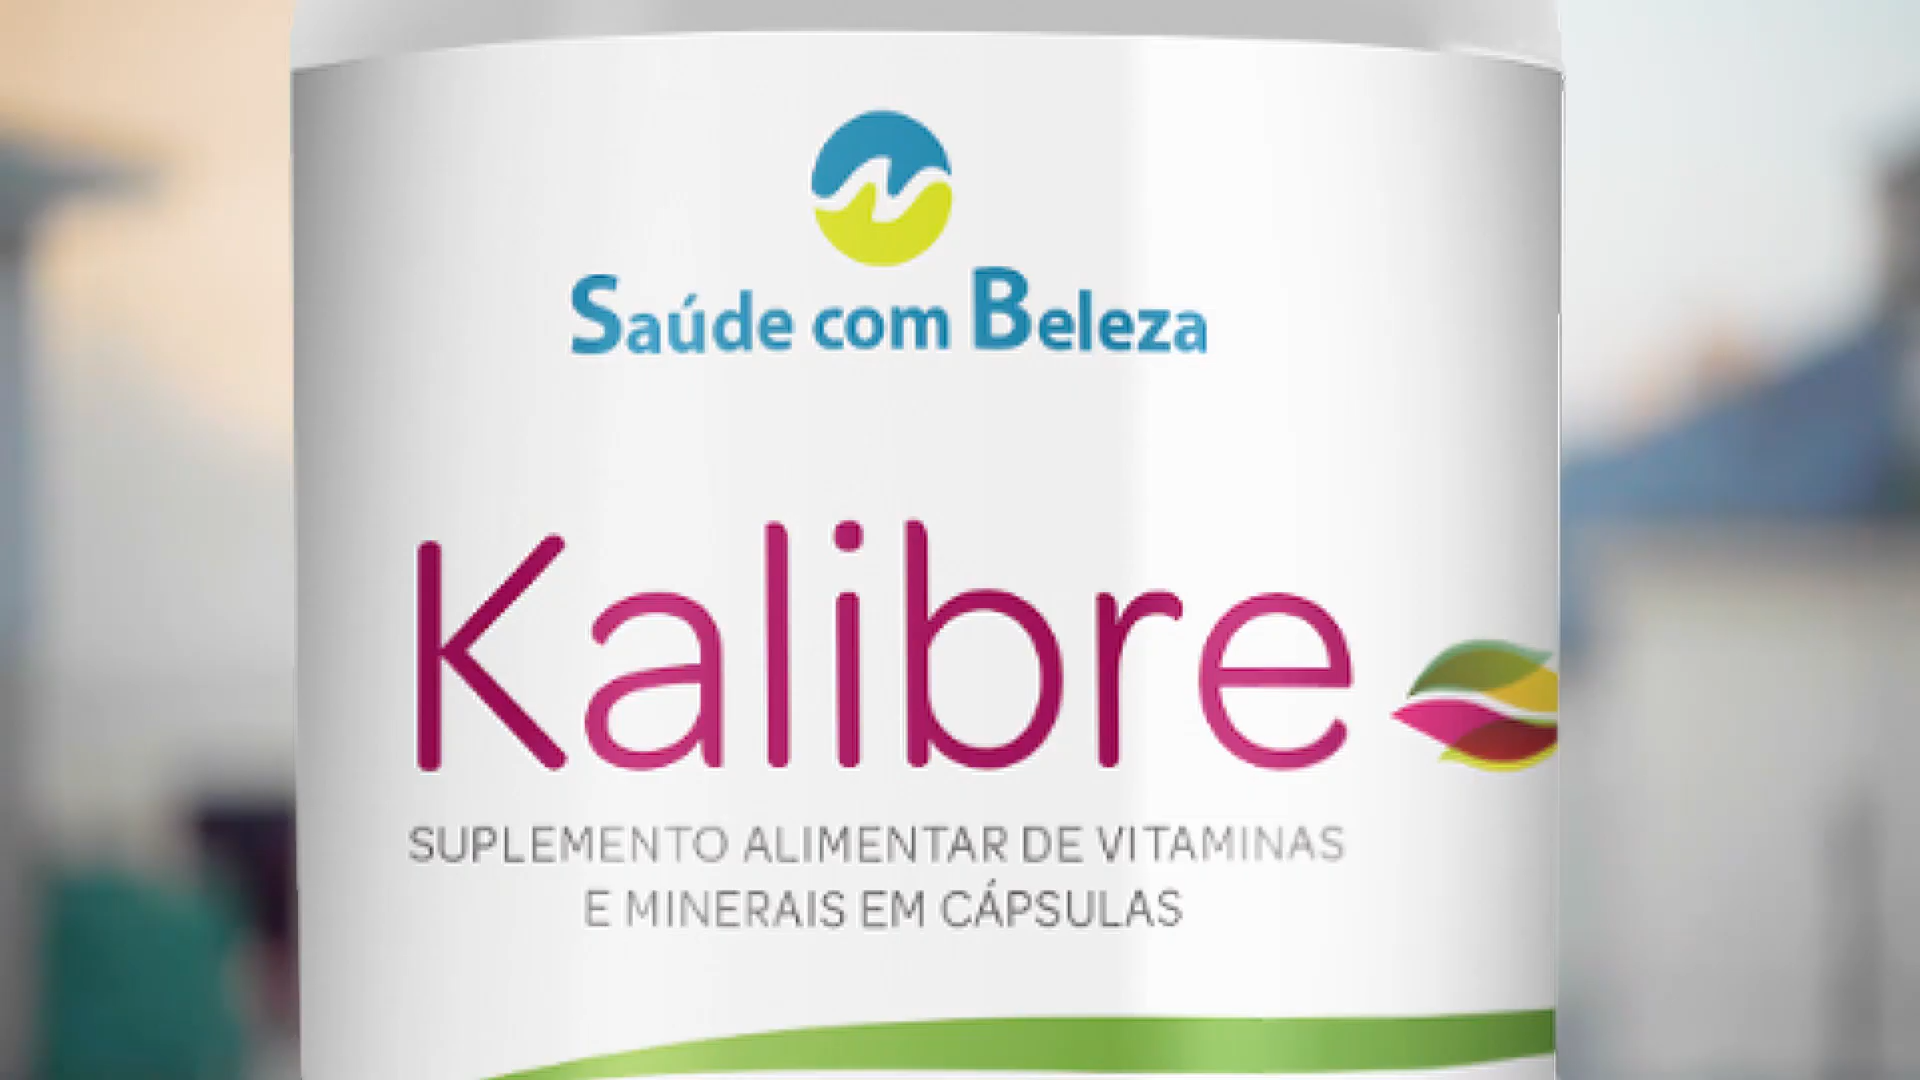 Saúde com Beleza
Kalibre
SUPLEMENTO ALIMENTAR DE VITAMINAS
E MINERAIS EM CÁPSULAS